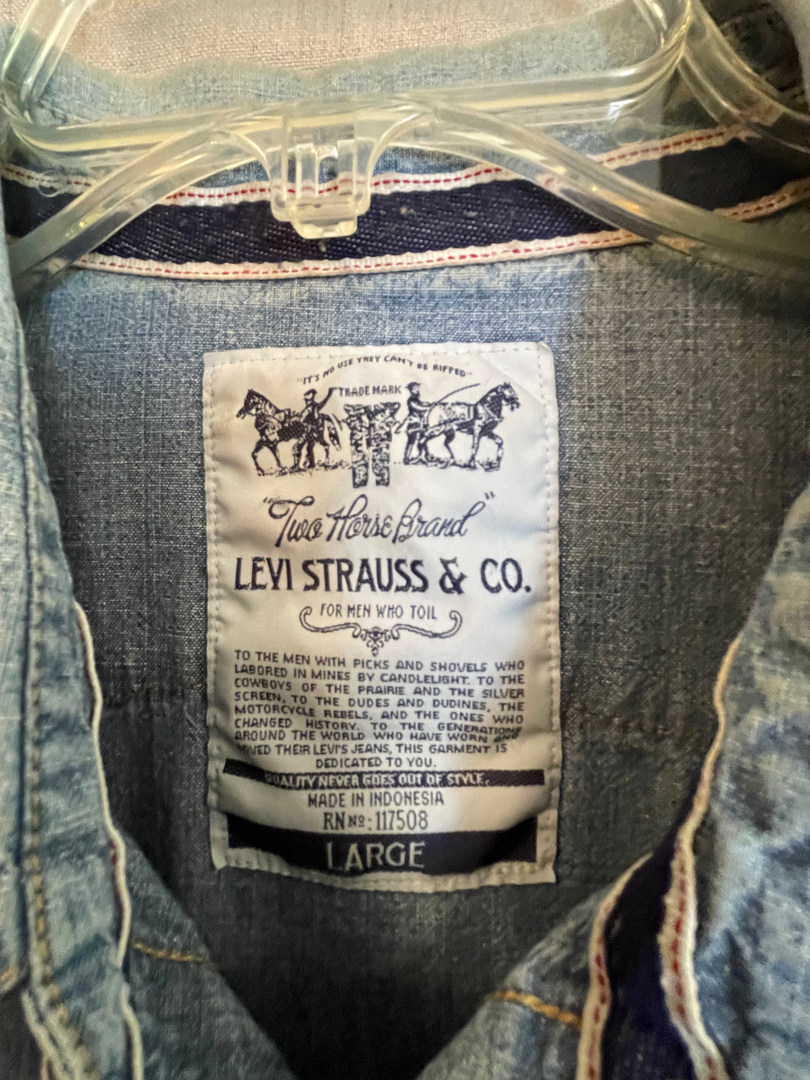 "IT'S NO USE THEY CAN'T BE RIPPED"
TRADE MARK
"Two Horse Brand"
LEVI STRAUSS & CO.
FOR MEN WHO TOIL
TO THE MEN WITH PICKS AND SHOVELS WHO
LABORED IN MINES BY CANDLELIGHT. TO THE
COWBOYS OF THE PRAIRIE AND THE SILVER
SCREEN, TO THE DUDES AND DUDINES, THE
MOTORCYCLE REBELS, AND THE ONES WHO
CHANGED HISTORY. TO THE GENERATIONS
AROUND THE WORLD WHO HAVE WORN AND
LOVED THEIR LEVI'S JEANS, THIS GARMENT IS
DEDICATED TO YOU.
QUALITY NEVER GOES OUT OF STYLE.
MADE IN INDONESIA
RN Nº: 117508
LARGE